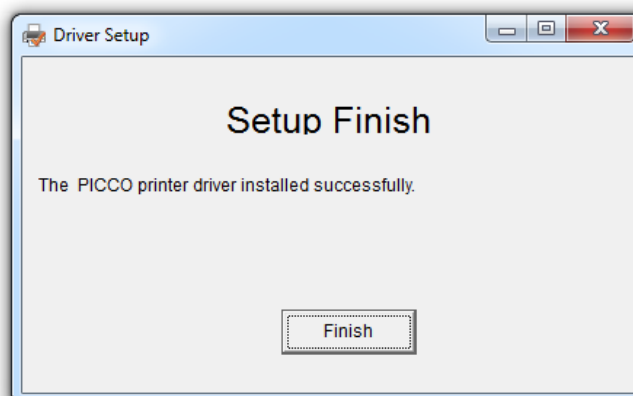 Driver Setup
Setup Finish
The  PICCO printer driver installed successfully.
Finish